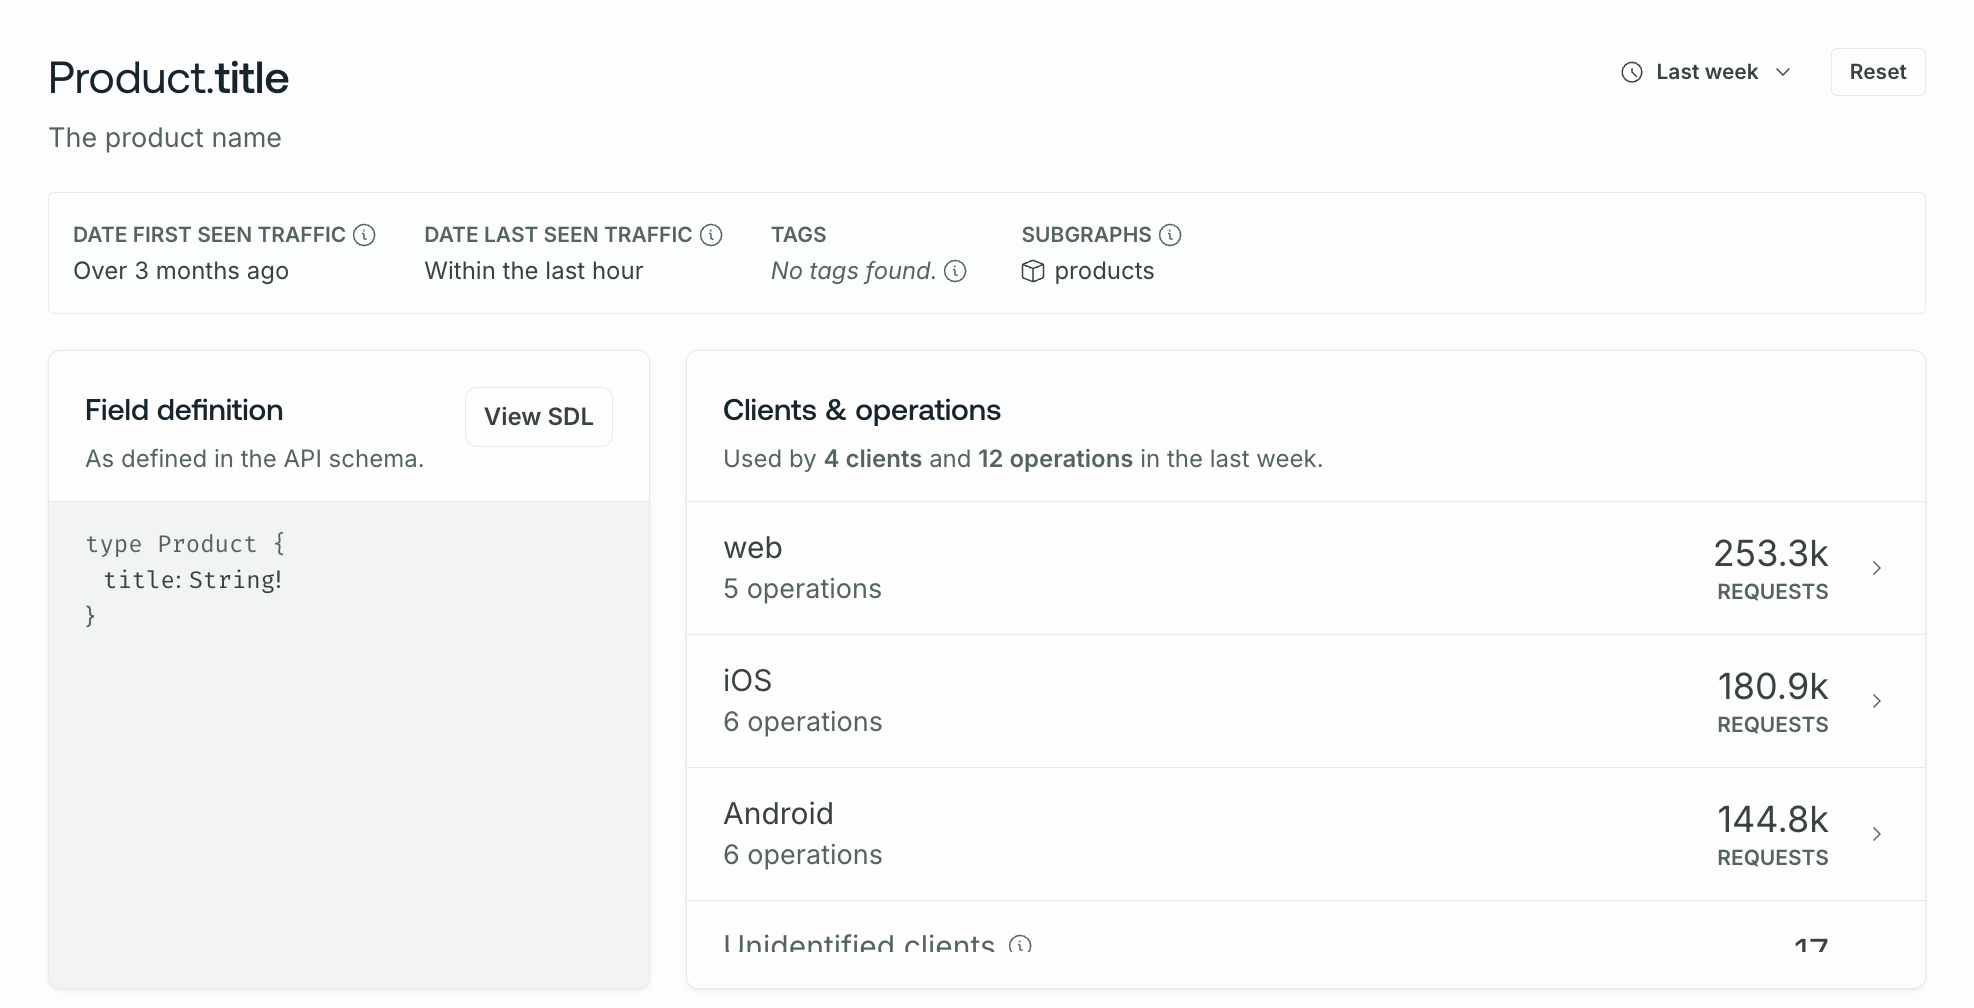 Product.title
Last week
Reset
The product name
DATE FIRST SEEN TRAFFIC
Over 3 months ago
DATE LAST SEEN TRAFFIC
Within the last hour
TAGS
No tags found.
SUBGRAPHS
products
Field definition
View SDL
As defined in the API schema.
type Product {
title: String!
}
Clients & operations
Used by 4 clients and 12 operations in the last week.
web
5 operations
253.3k
REQUESTS
iOS
6 operations
180.9k
REQUESTS
Android
6 operations
144.8k
REQUESTS
Unidentified clients
17